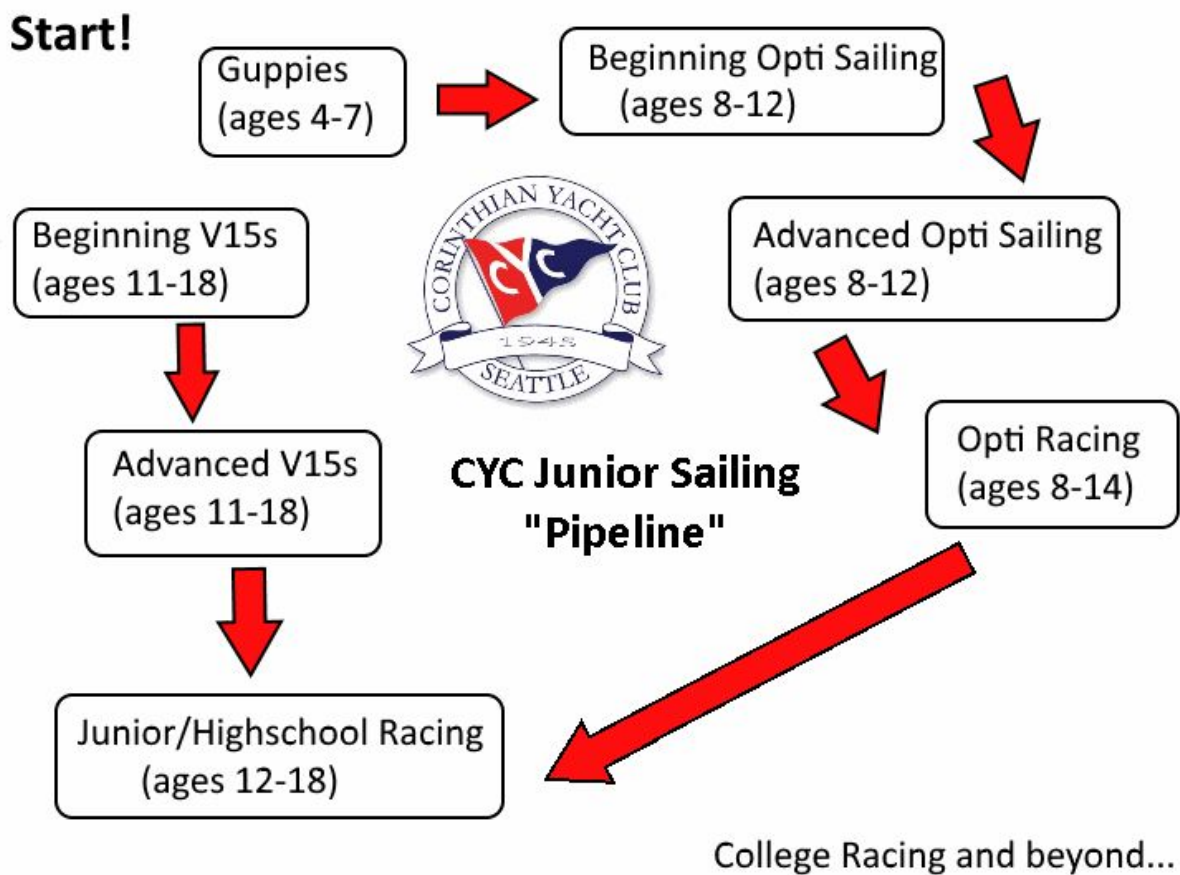 Start!
Guppies
(ages 4-7)
Beginning Opti Sailing
(ages 8-12)
Advanced Opti Sailing
(ages 8-12)
Opti Racing
(ages 8-14)
Beginning V15s
(ages 11-18)
Advanced V15s
(ages 11-18)
Junior/Highschool Racing
(ages 12-18)
CORINTHIAN YACHT CLUB
CYC
1945
SEATTLE
CYC Junior Sailing
"Pipeline"
College Racing and beyond...